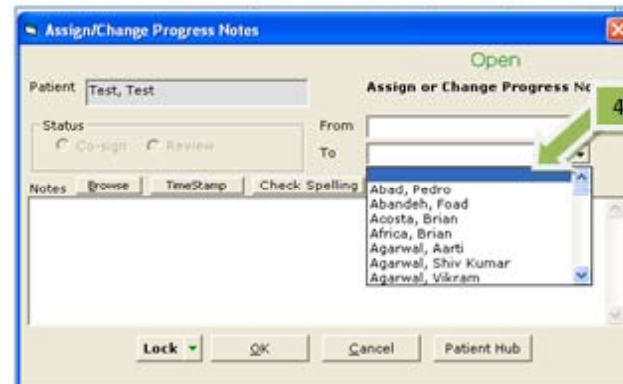 Assign/Change Progress Notes
Open
Patient Test, Test Assign or Change Progress
4
Status From
Co-sign Review
To
Notes Browse TimeStamp Check Spelling
Abad, Pedro
Abandeh, Foad
Acosta, Brian
Africa, Brian
Agarwal, Aarti
Agarwal, Shiv Kumar
Agarwal, Vikram
Lock OK Cancel Patient Hub